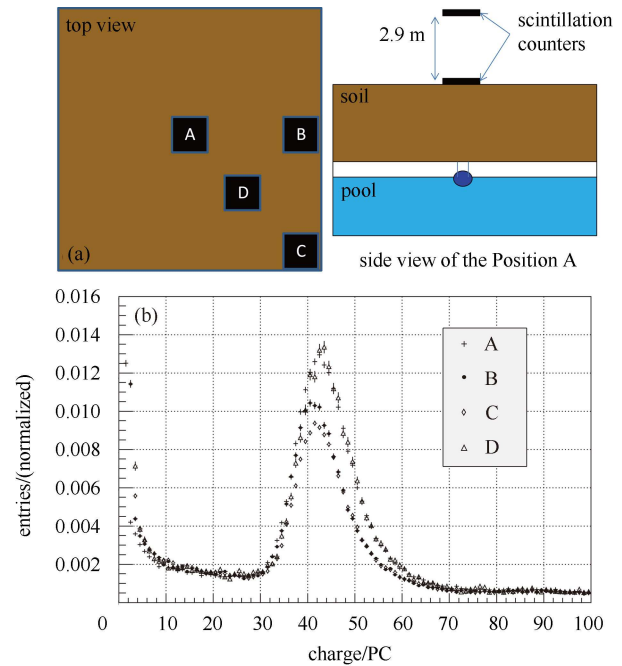 top view
A
B
D
C
(a)
2.9 m
scintillation
counters
soil
pool
side view of the Position A
(b)
0.016
0.014
0.012
0.010
0.008
0.006
0.004
0.002
entries/(normalized)
A
B
C
D
0 10 20 30 40 50 60 70 80 90 100
charge/PC